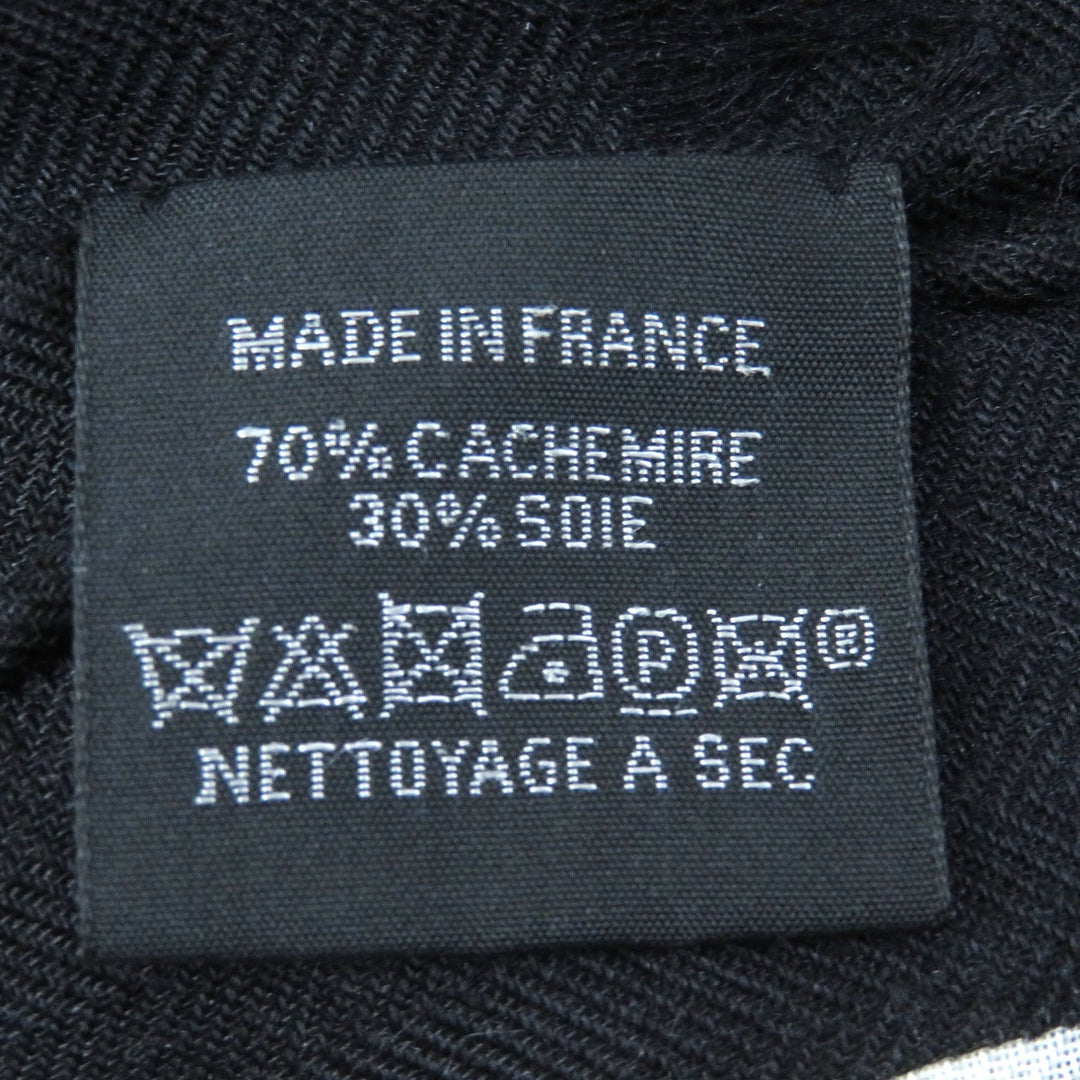 MADE IN FRANCE
70% CACHEMIRE
30% SOIE
P ®
NETTOYAGE A SEC